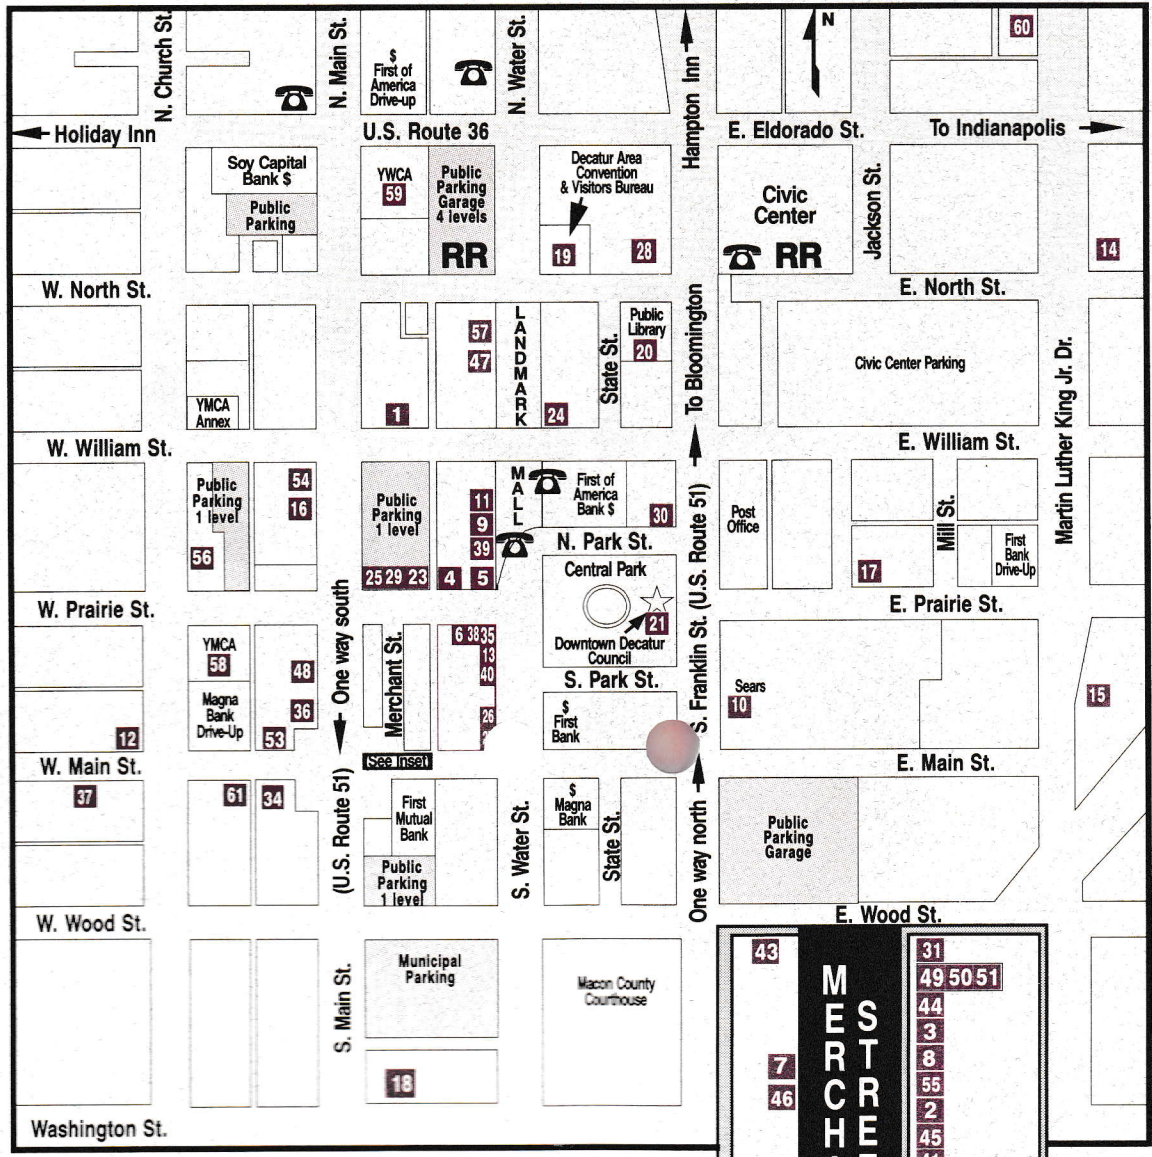 N. Church St.
N. Main St.
N. Water St.
Hampton Inn
N
60
$
First of
America
Drive-up
Holiday Inn
U.S. Route 36
E. Eldorado St.
To Indianapolis
Soy Capital
Bank $
Public
Parking
YWCA
59
Public
Parking
Garage
4 levels
RR
Decatur Area
Convention
& Visitors Bureau
19
28
Civic
Center
RR
Jackson St.
14
W. North St.
E. North St.
57
47
1
LANDMARK
24
State St.
Public
Library
20
To Bloomington
Civic Center Parking
Martin Luther King Jr. Dr.
YMCA
Annex
W. William St.
E. William St.
Public
Parking
1 level
56
54
16
Public
Parking
1 level
25 29 23
11
9
39
4
5
MALL
First of
America
Bank $
30
N. Park St.
Post
Office
17
Mill St.
First
Bank
Drive-Up
Central Park
21
Downtown Decatur
Council
S. Park St.
S. Franklin St. (U.S. Route 51)
W. Prairie St.
E. Prairie St.
One way south
YMCA
58
Magna
Bank
Drive-Up
48
36
53
12
Merchant St.
See Inset
6 38 35
13
40
26
$
First
Bank
Sears
10
15
W. Main St.
E. Main St.
37
61
34
(U.S. Route 51)
First
Mutual
Bank
Public
Parking
1 level
S. Water St.
$
Magna
Bank
State St.
One way north
Public
Parking
Garage
W. Wood St.
E. Wood St.
S. Main St.
Municipal
Parking
18
Macon County
Courthouse
Washington St.
43
7
46
MERCH
STRE
31
49 50 51
44
3
8
55
2
45